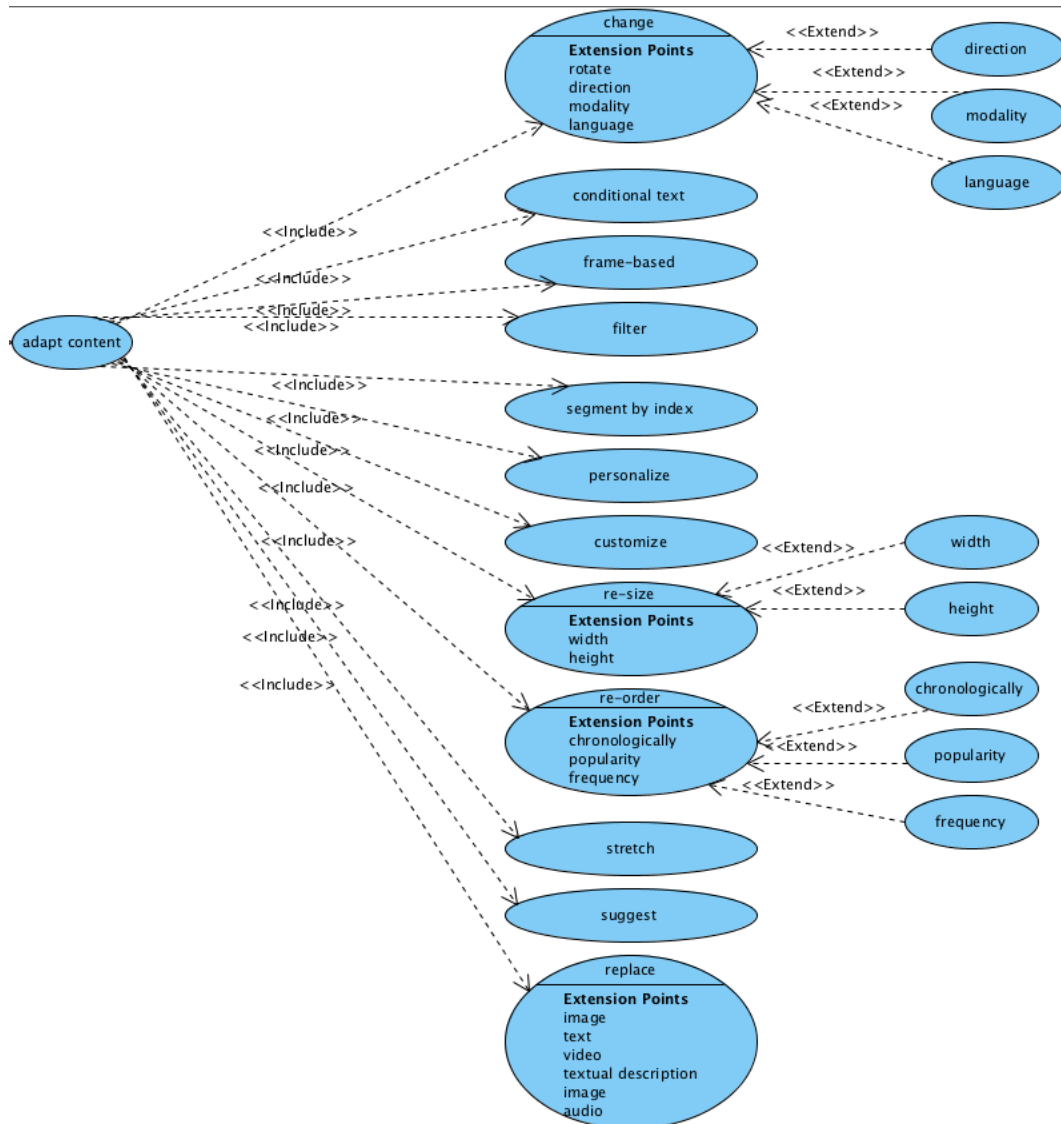 change
Extension Points
rotate
direction
modality
language
<<Extend>>
direction
<<Extend>>
modality
<<Extend>>
language
conditional text
<<Include>>
frame-based
<<Include>>
<<Include>>
<<Include>>
filter
adapt content
<<Include>>
segment by index
<<Include>>
<<Include>>
personalize
<<Include>>
customize
<<Include>>
<<Extend>>
width
re-size
Extension Points
width
height
<<Extend>>
height
<<Include>>
<<Include>>
<<Include>>
re-order
Extension Points
chronologically
popularity
frequency
chronologically
<<Extend>>
<<Extend>>
popularity
<<Extend>>
frequency
stretch
suggest
replace
Extension Points
image
text
video
textual description
image
audio